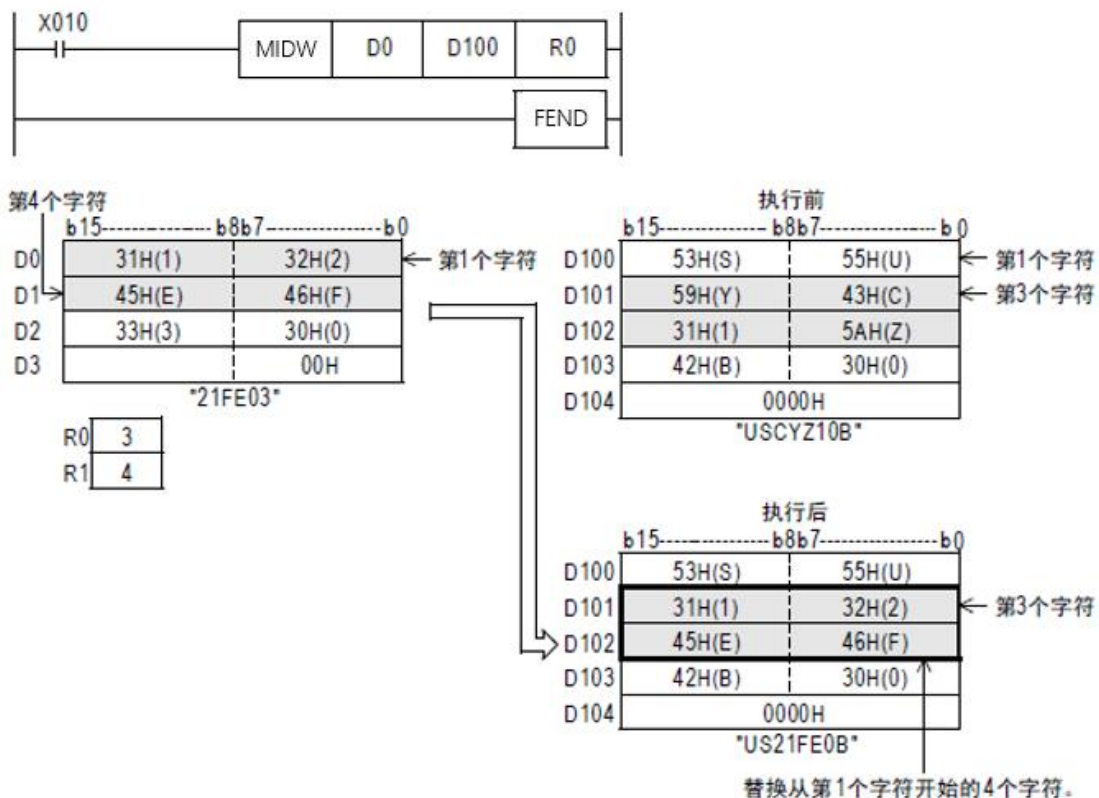 X010
MIDW D0 D100 R0
FEND
第4个字符
b15------------- b8b7--------------b0
D0 31H(1) 32H(2) 第1个字符
D1 45H(E) 46H(F)
D2 33H(3) 30H(0)
D3 00H
"21FE03"
R0 3
R1 4
执行前
b15------------- b8b7--------------b0
D100 53H(S) 55H(U) 第1个字符
D101 59H(Y) 43H(C) 第3个字符
D102 31H(1) 5AH(Z)
D103 42H(B) 30H(0)
D104 0000H
"USCYZ10B"
执行后
b15------------- b8b7--------------b0
D100 53H(S) 55H(U)
D101 31H(1) 32H(2) 第3个字符
D102 45H(E) 46H(F)
D103 42H(B) 30H(0)
D104 0000H
"US21FE0B"
替换从第1个字符开始的4个字符。